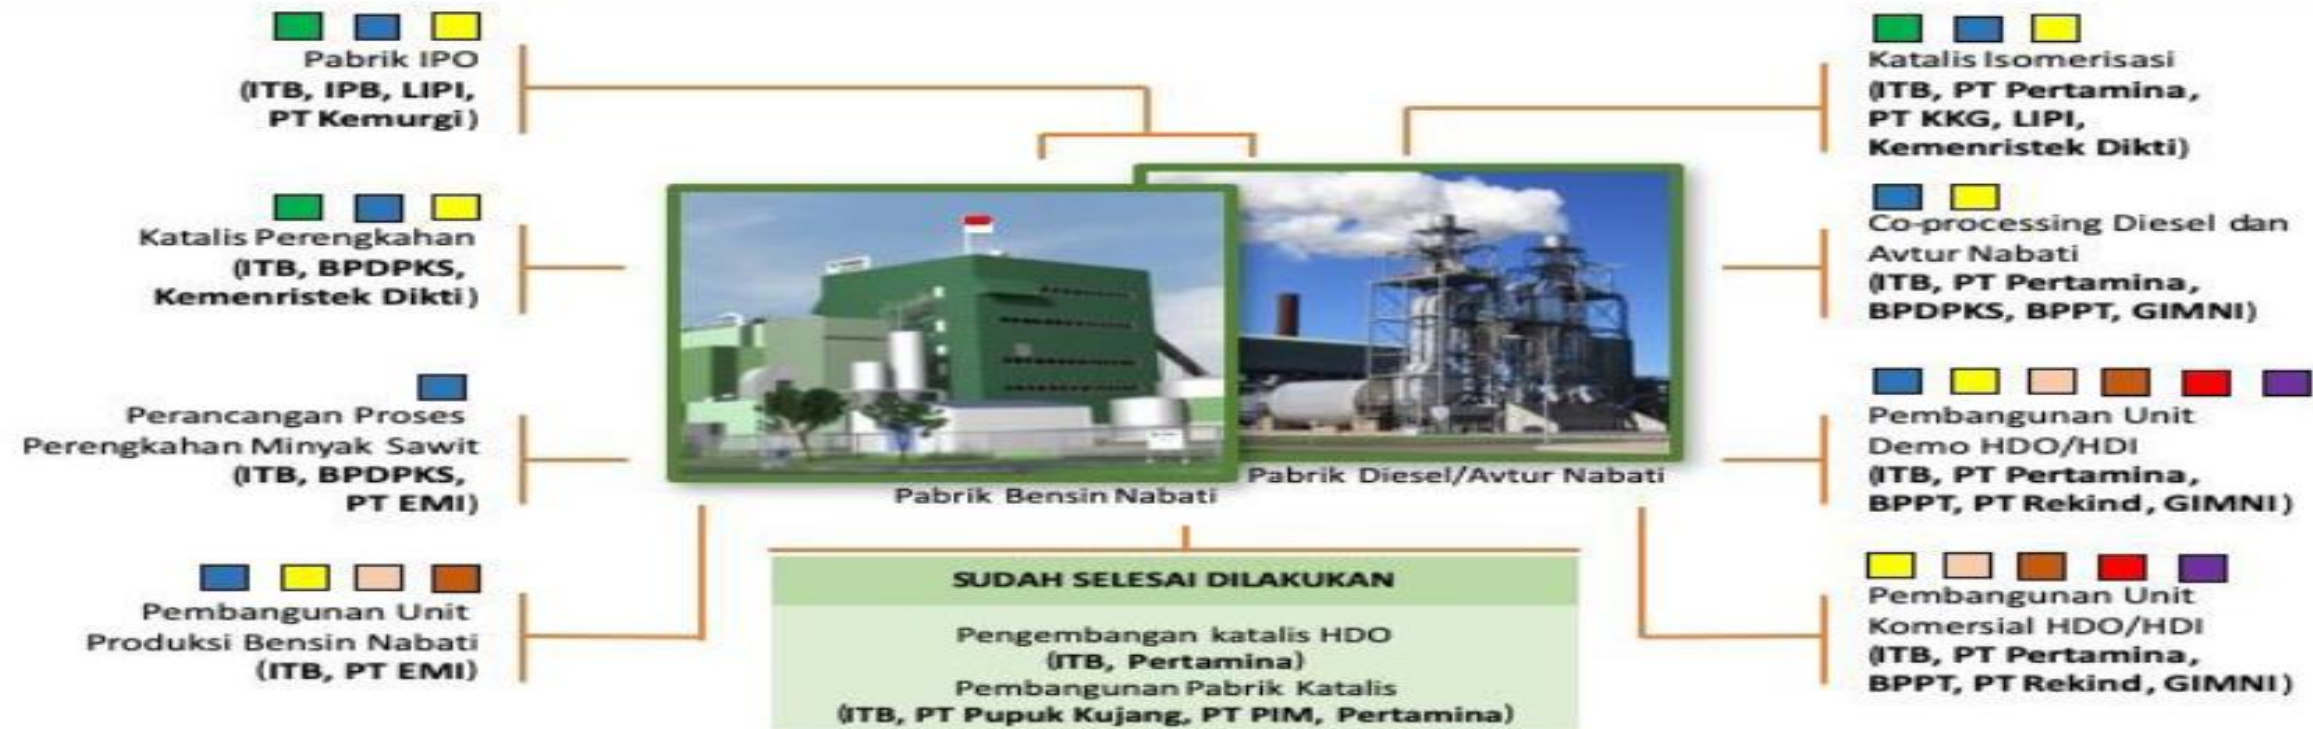 Pabrik IPO
(ITB, IPB, LIPI,
PT Kemurgi)
Katalis Perengkahan
(ITB, BPDPKS,
Kemenristek Dikti)
Perancangan Proses
Perengkahan Minyak Sawit
(ITB, BPDPKS,
PT EMI)
Pembangunan Unit
Produksi Bensin Nabati
(ITB, PT EMI)
Pabrik Bensin Nabati
Pabrik Diesel/Avtur Nabati
SUDAH SELESAI DILAKUKAN
Pengembangan katalis HDO
(ITB, Pertamina)
Pembangunan Pabrik Katalis
(ITB, PT Pupuk Kujang, PT PIM, Pertamina)
Katalis Isomerisasi
(ITB, PT Pertamina,
PT KKG, LIPI,
Kemenristek Dikti)
Co-processing Diesel dan
Avtur Nabati
(ITB, PT Pertamina,
BPDPKS, BPPT, GIMNI)
Pembangunan Unit
Demo HDO/HDI
(ITB, PT Pertamina,
BPPT, PT Rekind, GIMNI)
Pembangunan Unit
Komersial HDO/HDI
(ITB, PT Pertamina,
BPPT, PT Rekind, GIMNI)